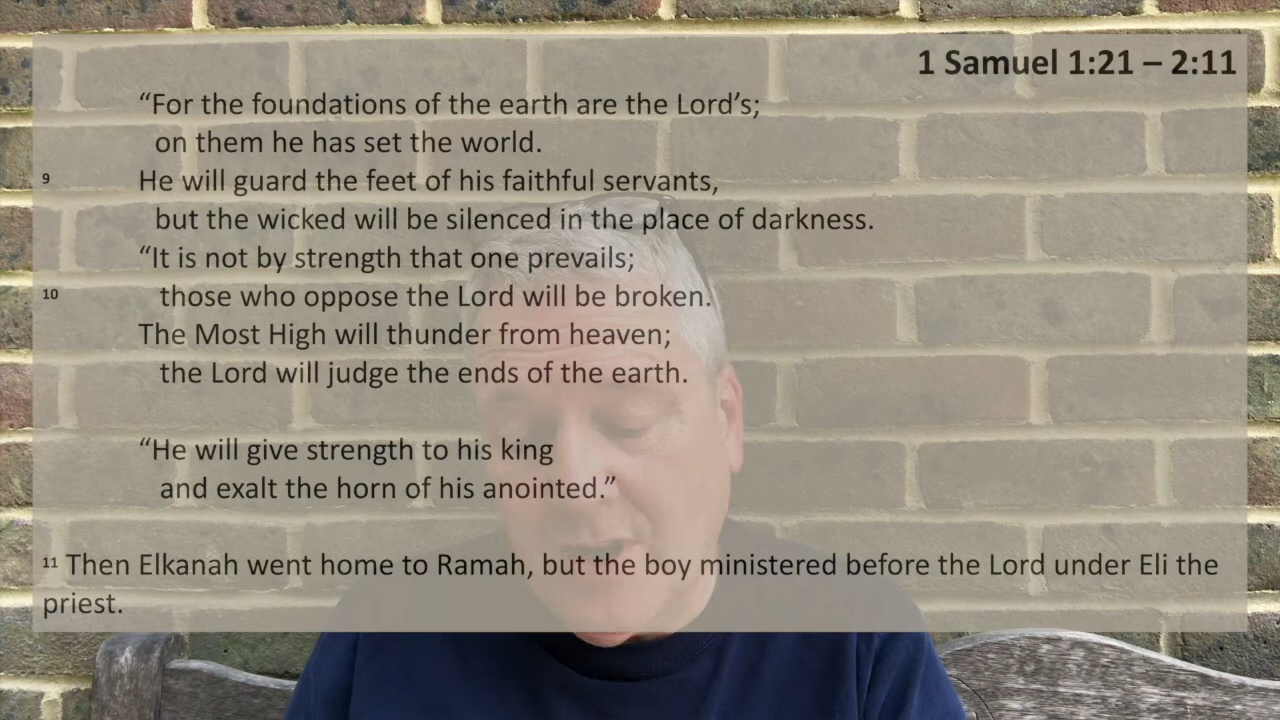 1 Samuel 1:21 – 2:11
“For the foundations of the earth are the Lord’s;
on them he has set the world.
9 He will guard the feet of his faithful servants,
but the wicked will be silenced in the place of darkness.
“It is not by strength that one prevails;
10 those who oppose the Lord will be broken.
The Most High will thunder from heaven;
the Lord will judge the ends of the earth.
“He will give strength to his king
and exalt the horn of his anointed.”
11 Then Elkanah went home to Ramah, but the boy ministered before the Lord under Eli the
priest.